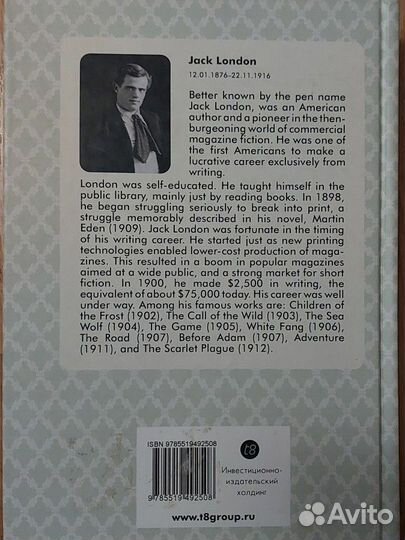 Jack London
12.01.1876–22.11.1916
Better known by the pen name
Jack London, was an American
author and a pioneer in the then-
burgeoning world of commercial
magazine fiction. He was one of
the first Americans to make a
lucrative career exclusively from
writing.
London was self-educated. He taught himself in the
public library, mainly just by reading books. In 1898,
he began struggling seriously to break into print, a
struggle memorably described in his novel, Martin
Eden (1909). Jack London was fortunate in the timing
of his writing career. He started just as new printing
technologies enabled lower-cost production of maga-
zines. This resulted in a boom in popular magazines
aimed at a wide public, and a strong market for short
fiction. In 1900, he made $2,500 in writing, the
equivalent of about $75,000 today. His career was well
under way. Among his famous works are: Children of
the Frost (1902), The Call of the Wild (1903), The Sea
Wolf (1904), The Game (1905), White Fang (1906),
The Road (1907), Before Adam (1907), Adventure
(1911), and The Scarlet Plague (1912).
ISBN 9785519492508
9785519492508
t8
Инвестиционно-
издательский
холдинг
www.t8group.ru
Avito